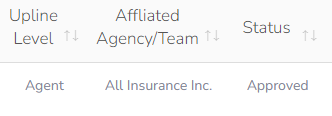 Upline Level
Affliated Agency/Team
Status
Agent
All Insurance Inc.
Approved